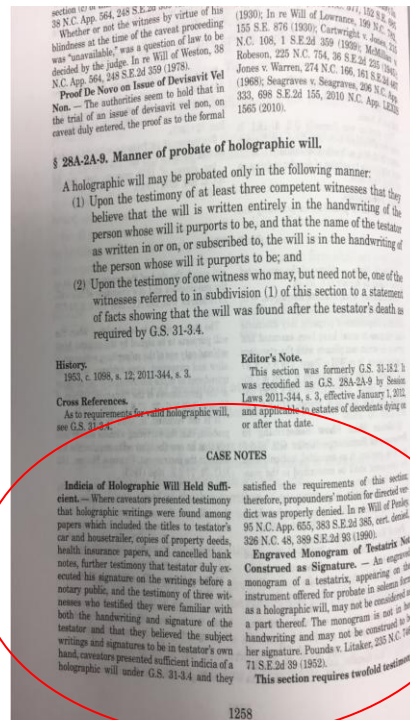 38 N.C. App. 564, 248 S.E.2d
Whether or not the witness by virtue of his
blindness at the time of the caveat proceeding
was "unavailable," was a question of law to be
decided by the judge. In re Will of Weston, 38
N.C. App. 564, 248 S.E.2d 359 (1978).
Proof De Novo on Issue of Devisavit Vel
Non. — The authorities seem to hold that in
the trial of an issue of devisavit vel non, on
caveat duly entered, the proof as to the formal
(1930); In re Will of Lowrance, 199 N.C.
155 S.E. 876 (1930); Cartwright v. Jones,
N.C. 108, 1 S.E.2d 359 (1939); McMillan v.
Robeson, 225 N.C. 754, 36 S.E.2d 235
Jones v. Warren, 274 N.C. 166, 161 S.E.2d
(1968); Seagraves v. Seagraves, 206 N.C. App.
333, 698 S.E.2d 155, 2010 N.C. App. LEXIS
1565 (2010).
§ 28A-2A-9. Manner of probate of holographic will.
A holographic will may be probated only in the following manner:
(1) Upon the testimony of at least three competent witnesses that they
believe that the will is written entirely in the handwriting of the
person whose will it purports to be, and that the name of the testator
as written in or on, or subscribed to, the will is in the handwriting of
the person whose will it purports to be; and
(2) Upon the testimony of one witness who may, but need not be, one of the
witnesses referred to in subdivision (1) of this section to a statement
of facts showing that the will was found after the testator's death as
required by G.S. 31-3.4.
History.
1953, c. 1098, s. 12; 2011-344, s. 3.
Cross References.
As to requirements for valid holographic will,
see G.S. 31-3.4.
Editor's Note.
This section was formerly G.S. 31-18.2. It
was recodified as G.S. 28A-2A-9 by Session
Laws 2011-344, s. 3, effective January 1, 2012,
and applicable to estates of decedents dying on
or after that date.
CASE NOTES
Indicia of Holographic Will Held Suffi-
cient. — Where caveators presented testimony
that holographic writings were found among
papers which included the titles to testator's
car and housetrailer, copies of property deeds,
health insurance papers, and cancelled bank
notes, further testimony that testator duly ex-
ecuted his signature on the writings before a
notary public, and the testimony of three wit-
nesses who testified they were familiar with
both the handwriting and signature of the
testator and that they believed the subject
writings and signatures to be in testator's own
hand, caveators presented sufficient indicia of a
holographic will under G.S. 31-3.4 and they
satisfied the requirements of this section;
therefore, propounders' motion for directed ver-
dict was properly denied. In re Will of Penley,
95 N.C. App. 655, 383 S.E.2d 385, cert. denied,
326 N.C. 48, 389 S.E.2d 93 (1990).
Engraved Monogram of Testatrix Not
Construed as Signature. — An engraved
monogram of a testatrix, appearing on the
instrument offered for probate in solemn form
as a holographic will, may not be considered as
a part thereof. The monogram is not in her
handwriting and may not be construed to be
her signature. Pounds v. Litaker, 235 N.C. 746,
71 S.E.2d 39 (1952).
This section requires twofold testimony
1258